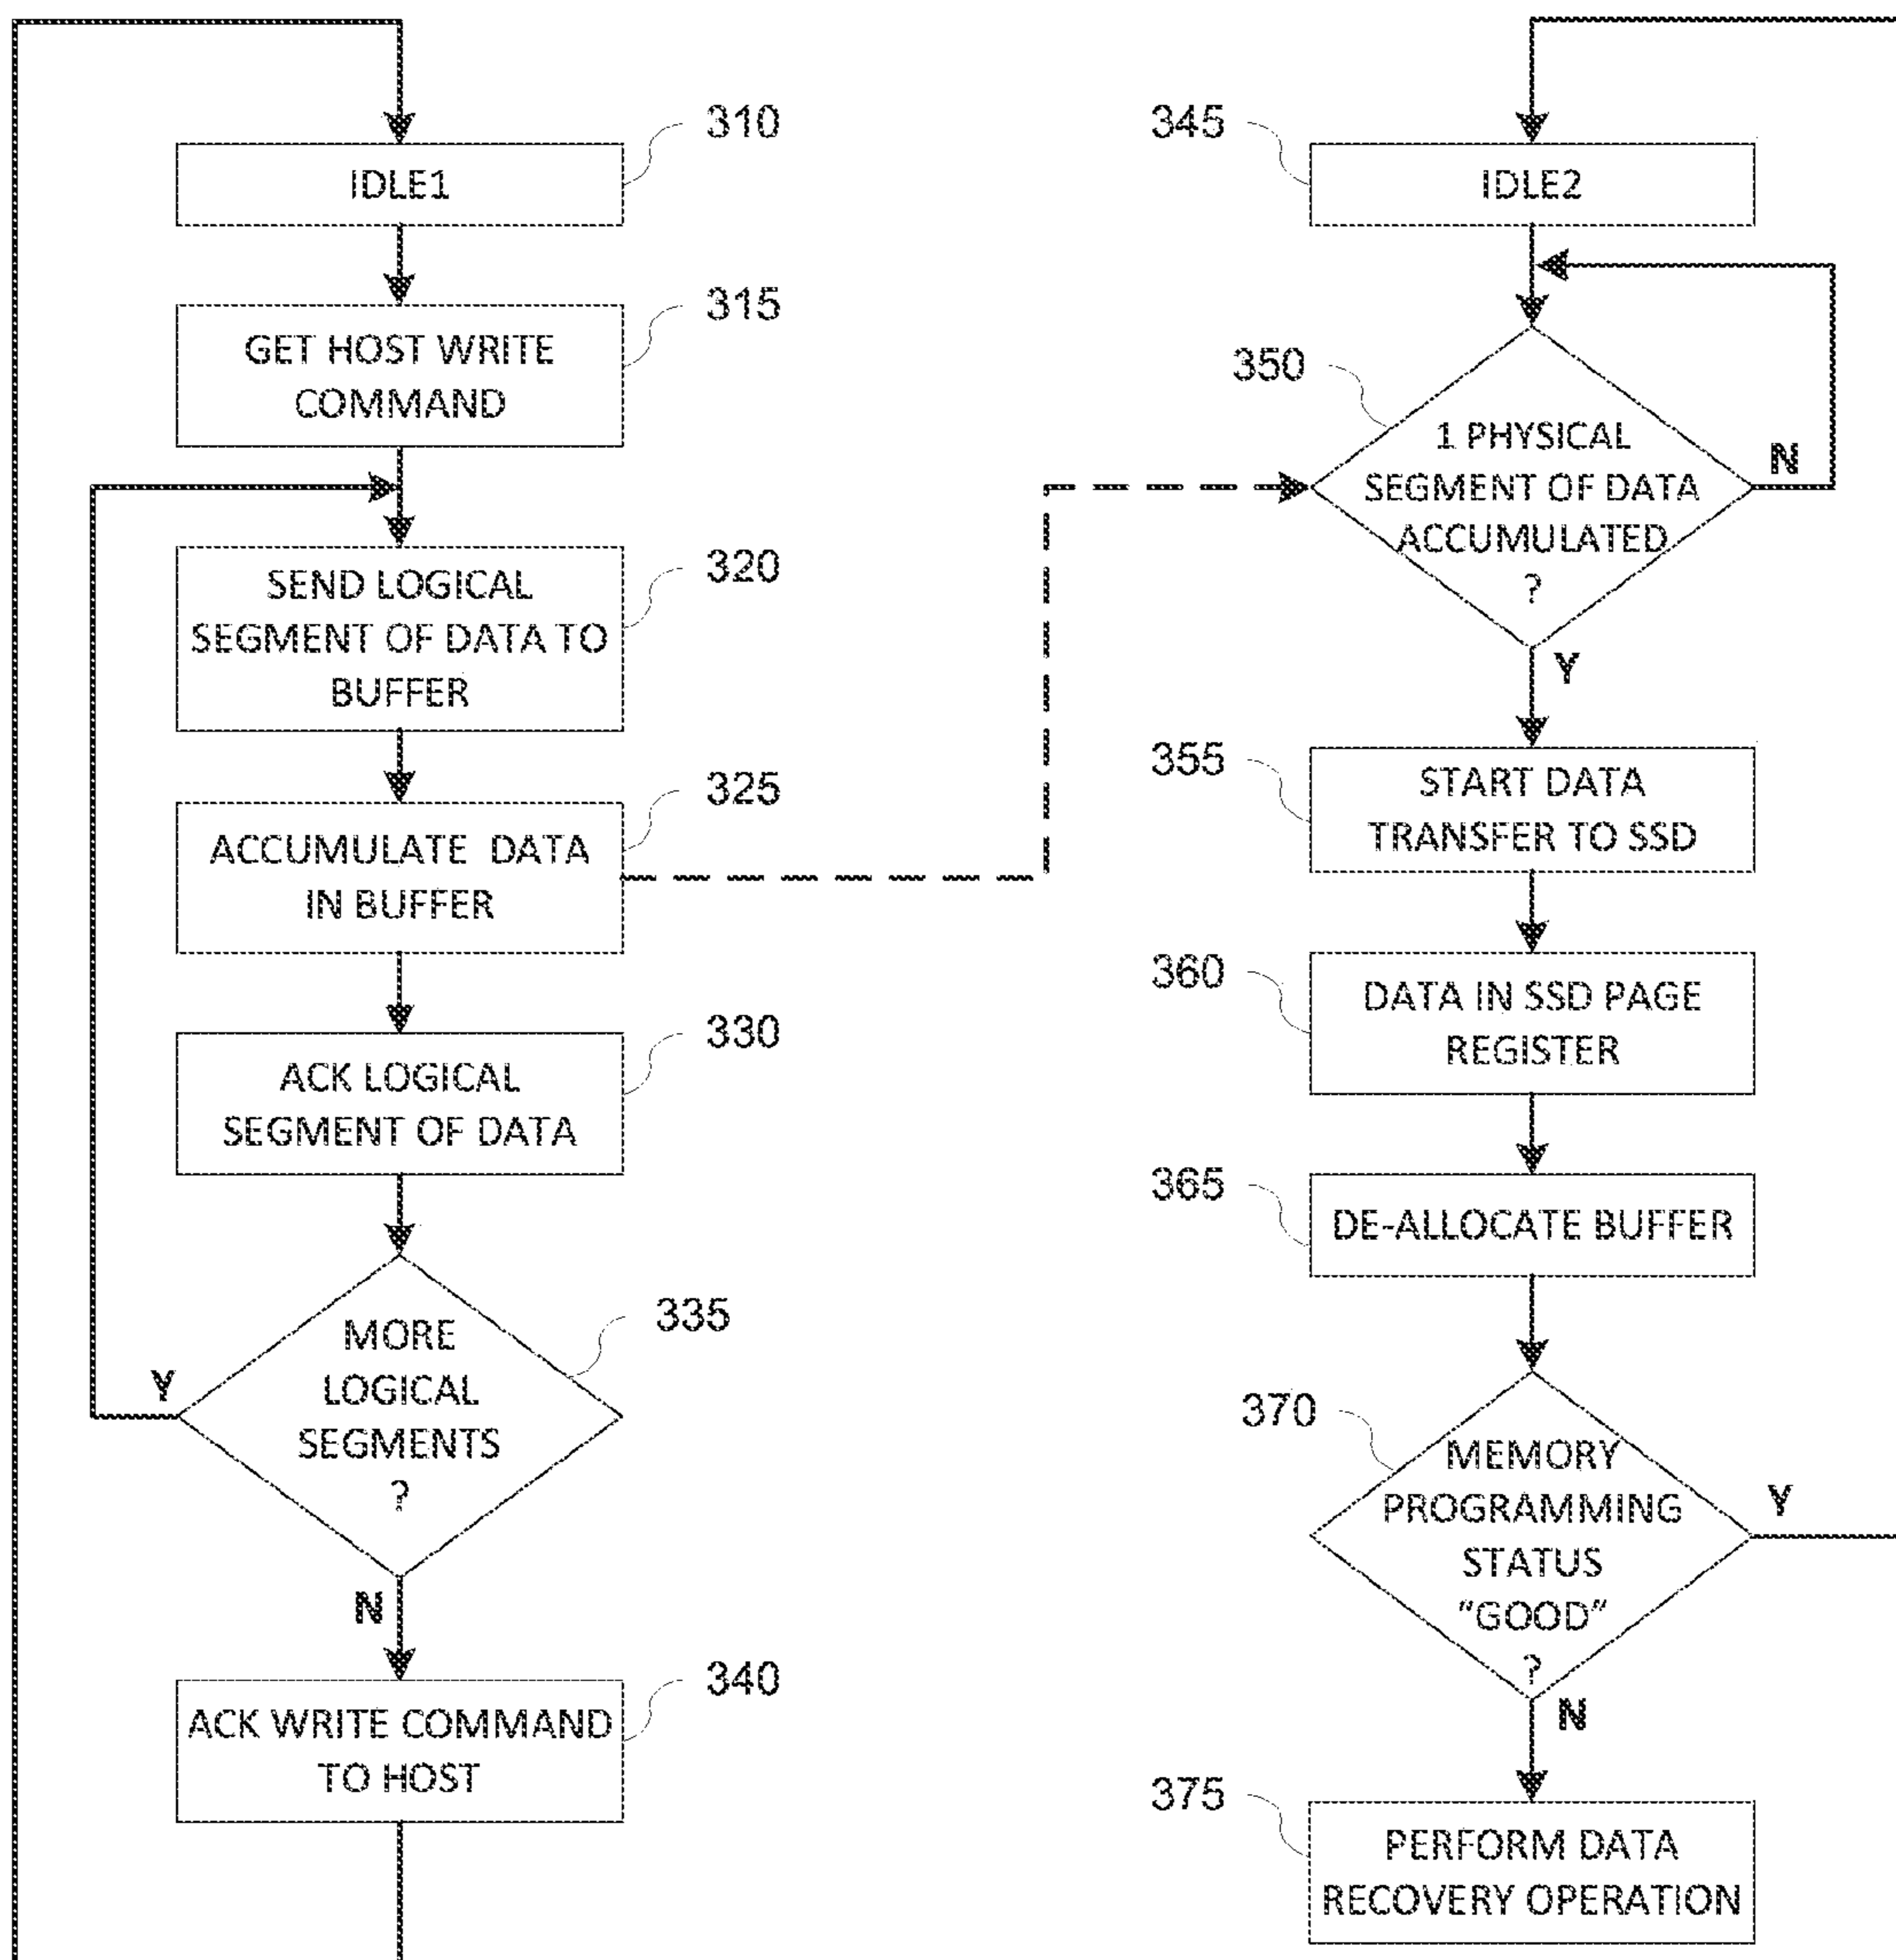 310
IDLE1
315
GET HOST WRITE
COMMAND
320
SEND LOGICAL
SEGMENT OF DATA TO
BUFFER
325
ACCUMULATE DATA
IN BUFFER
330
ACK LOGICAL
SEGMENT OF DATA
335
MORE
LOGICAL
SEGMENTS
?
Y
N
340
ACK WRITE COMMAND
TO HOST
345
IDLE2
350
1 PHYSICAL
SEGMENT OF DATA
ACCUMULATED
?
N
Y
355
START DATA
TRANSFER TO SSD
360
DATA IN SSD PAGE
REGISTER
365
DE-ALLOCATE BUFFER
370
MEMORY
PROGRAMMING
STATUS
“GOOD”
?
Y
N
375
PERFORM DATA
RECOVERY OPERATION